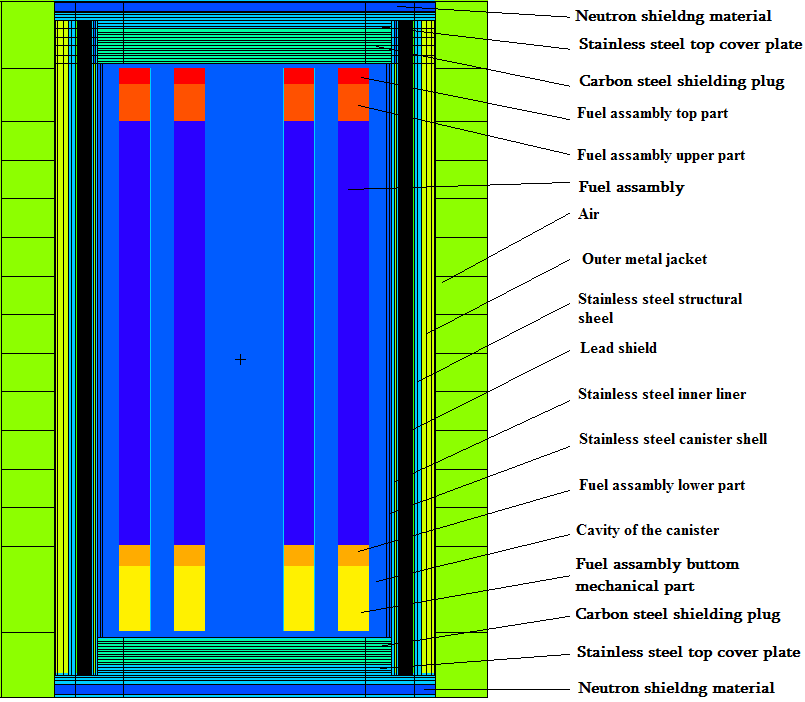 Neutron shieldng material
Stainless steel top cover plate
Carbon steel shielding plug
Fuel assambly top part
Fuel assambly upper part
Fuel assambly
Air
Outer metal jacket
Stainless steel structural
sheel
Lead shield
Stainless steel inner liner
Stainless steel canister shell
Fuel assambly lower part
Cavity of the canister
Fuel assambly buttom
mechanical part
Carbon steel shielding plug
Stainless steel top cover plate
Neutron shieldng material